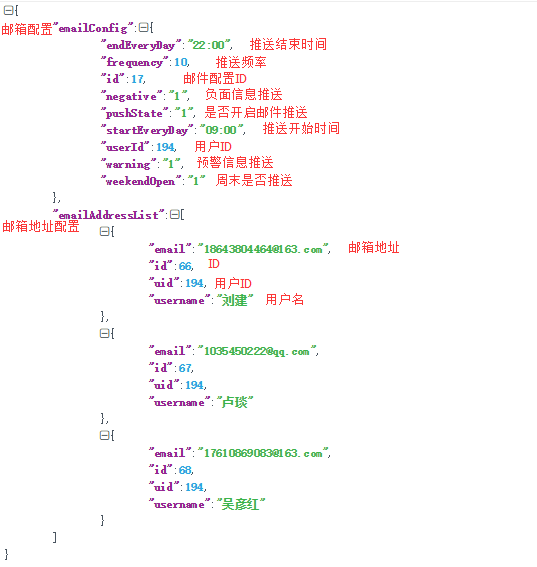 {
邮箱配置"emailConfig":{
"endEveryDay":"22:00", 推送结束时间
"frequency":10, 推送频率
"id":17, 邮件配置ID
"negative":"1", 负面信息推送
"pushState":"1", 是否开启邮件推送
"startEveryDay":"09:00", 推送开始时间
"userId":194, 用户ID
"warning":"1", 预警信息推送
"weekendOpen":"1" 周末是否推送
},
"emailAddressList":[
邮箱地址配置
{
"email":"18643804464@163.com", 邮箱地址
"id":66, ID
"uid":194, 用户ID
"username":"刘建" 用户名
},
{
"email":"1035450222@qq.com",
"id":67,
"uid":194,
"username":"卢琰"
},
{
"email":"17610869083@163.com",
"id":68,
"uid":194,
"username":"吴彦红"
}
]
}